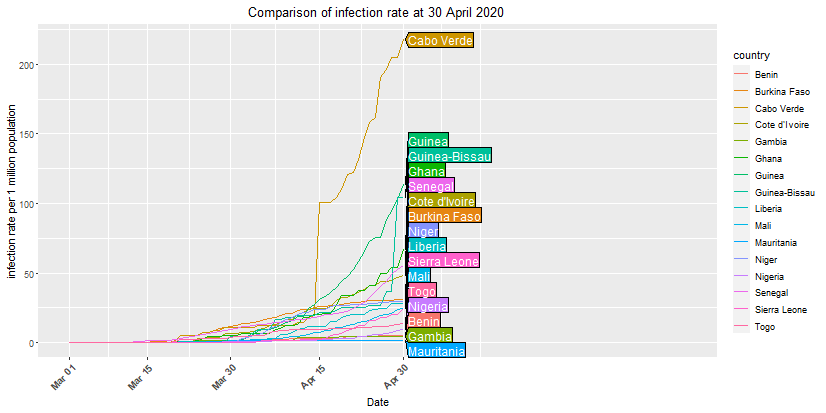 Comparison of infection rate at 30 April 2020
infection rate per 1 million population
200
150
100
50
0
Cabo Verde
Guinea
Guinea-Bissau
Ghana
Senegal
Cote d'Ivoire
Burkina Faso
Niger
Liberia
Sierra Leone
Mali
Togo
Nigeria
Benin
Gambia
Mauritania
Mar 01
Mar 15
Mar 30
Apr 15
Apr 30
Date
country
Benin
Burkina Faso
Cabo Verde
Cote d'Ivoire
Gambia
Ghana
Guinea
Guinea-Bissau
Liberia
Mali
Mauritania
Niger
Nigeria
Senegal
Sierra Leone
Togo